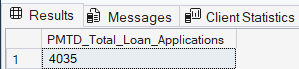 Results Messages Client Statistics
PMTD_Total_Loan_Applications
1 4035